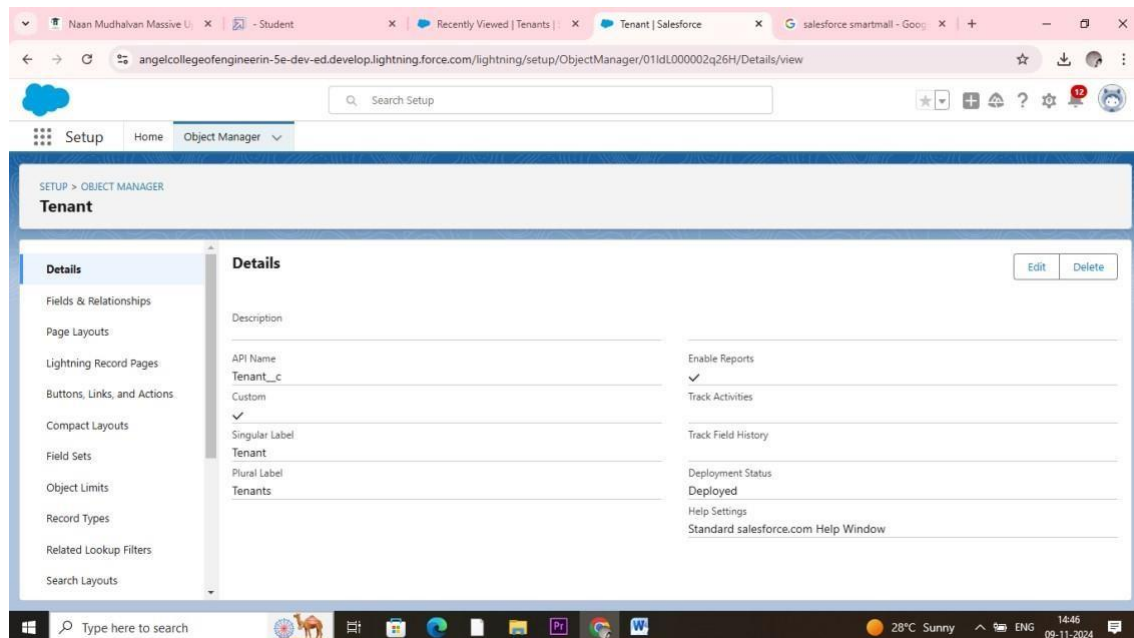 Naan Mudhalvan Massive U
- Student
Recently Viewed | Tenants |
Tenant | Salesforce
salesforce smartmall - Goog
angelcollegeofengineerin-5e-dev-ed.develop.lightning.force.com/lightning/setup/ObjectManager/01IdL000002q26H/Details/view
Search Setup
12
Setup
Home
Object Manager
SETUP > OBJECT MANAGER
Tenant
Details
Fields & Relationships
Page Layouts
Lightning Record Pages
Buttons, Links, and Actions
Compact Layouts
Field Sets
Object Limits
Record Types
Related Lookup Filters
Search Layouts
Details
Edit
Delete
Description
API Name
Tenant__c
Custom
Singular Label
Tenant
Plural Label
Tenants
Enable Reports
Track Activities
Track Field History
Deployment Status
Deployed
Help Settings
Standard salesforce.com Help Window
Type here to search
Pr
W
28°C Sunny
ENG
14:46
09-11-2024